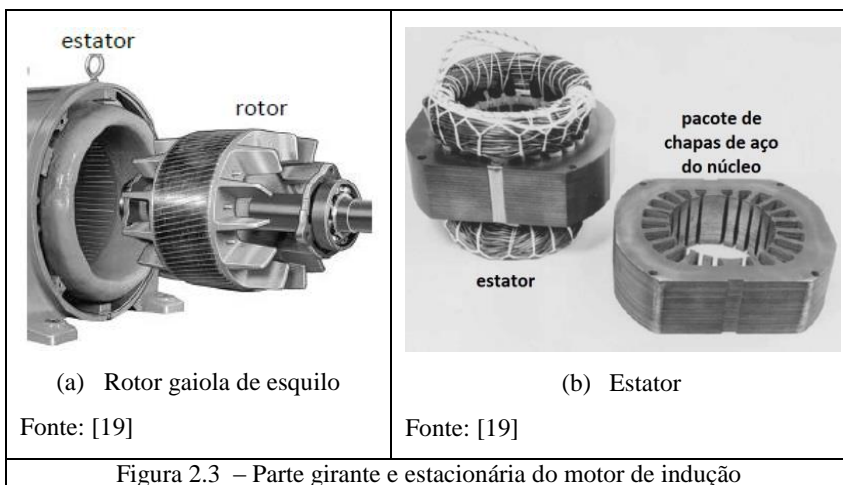 estator
rotor
(a) Rotor gaiola de esquilo
Fonte: [19]
pacote de
chapas de aço
do núcleo
estator
(b) Estator
Fonte: [19]
Figura 2.3 – Parte girante e estacionária do motor de indução